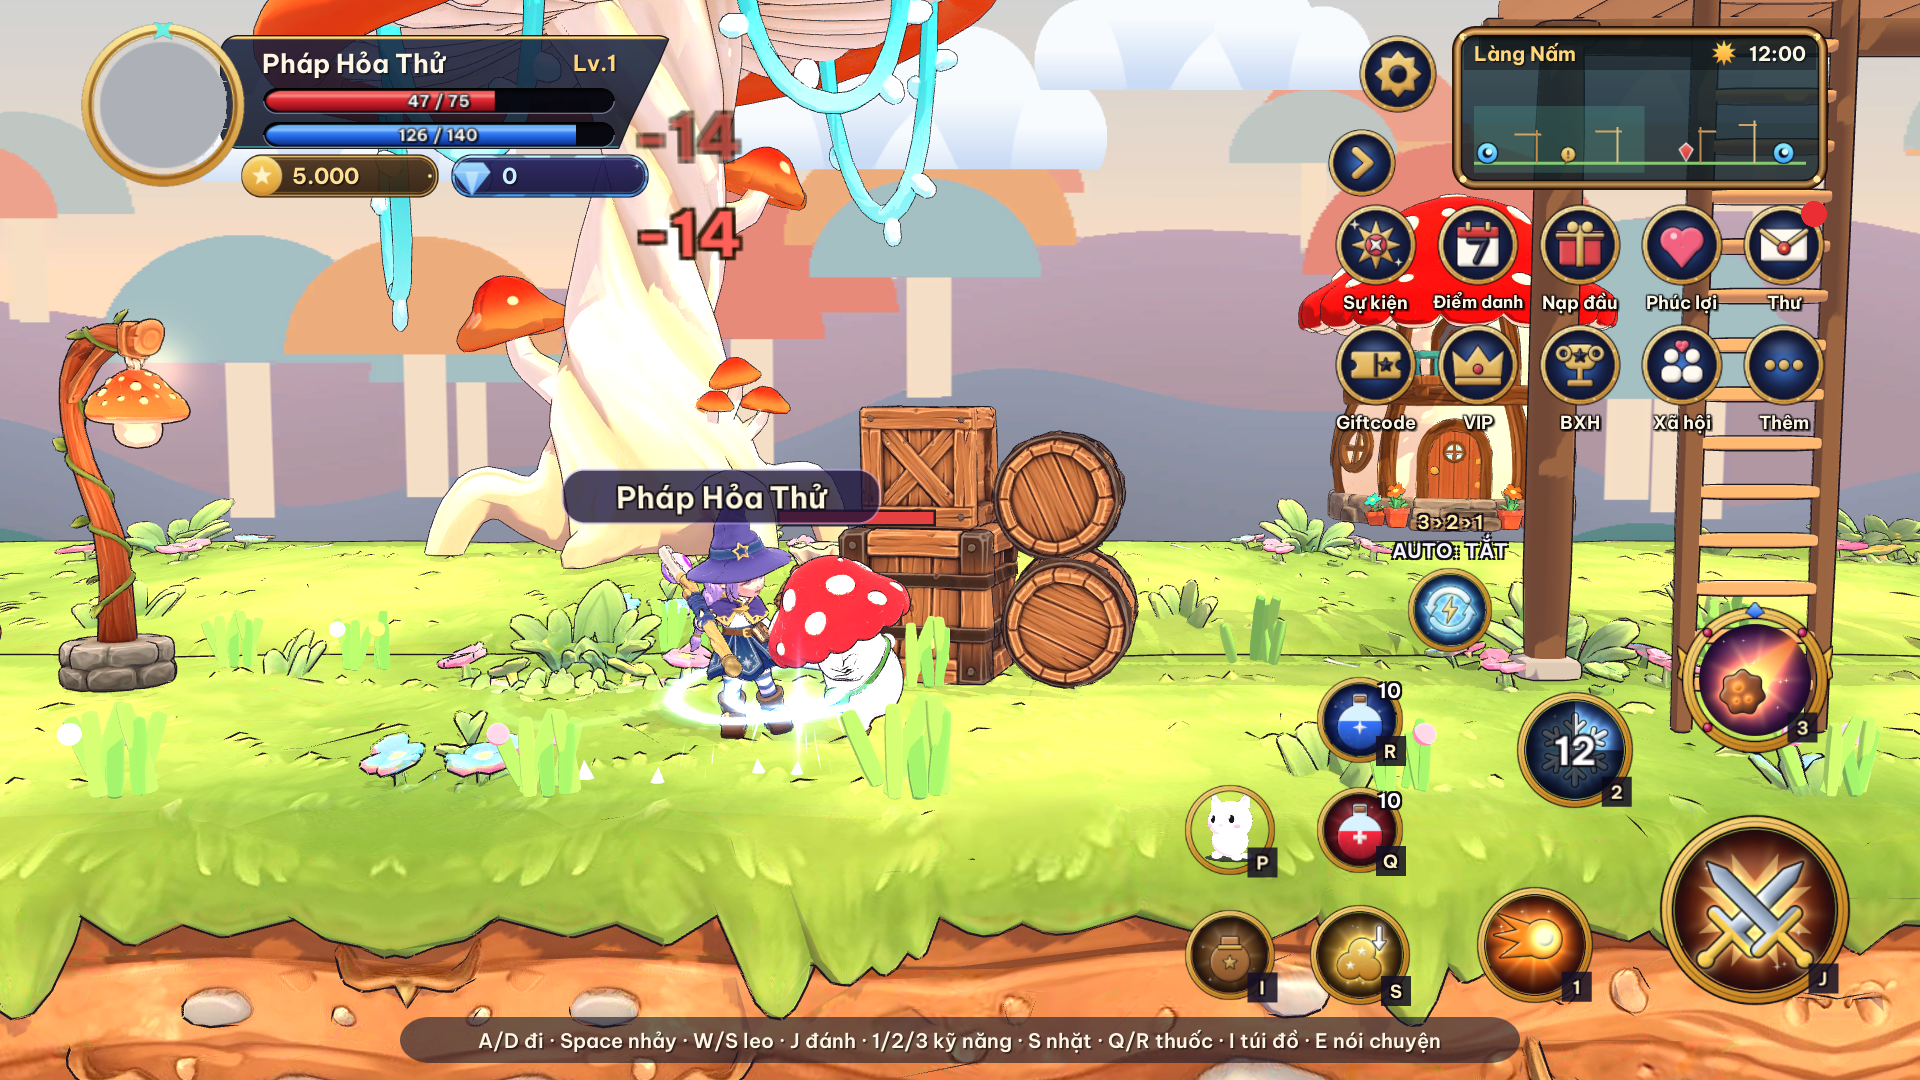 Pháp Hỏa Thử
Lv.1
47 / 75
126 / 140
5.000
0
-14
-14
Làng Nấm
12:00
7
Sự kiện
Điểm danh
Nạp đầu
Phúc lợi
Thư
Giftcode
VIP
BXH
Xã hội
Thêm
Pháp Hỏa Thử
3>2>1
AUTO: TẮT
10
R
10
Q
P
12
2
3
I
S
1
J
A/D đi · Space nhảy · W/S leo · J đánh · 1/2/3 kỹ năng · S nhặt · Q/R thuốc · I túi đồ · E nói chuyện